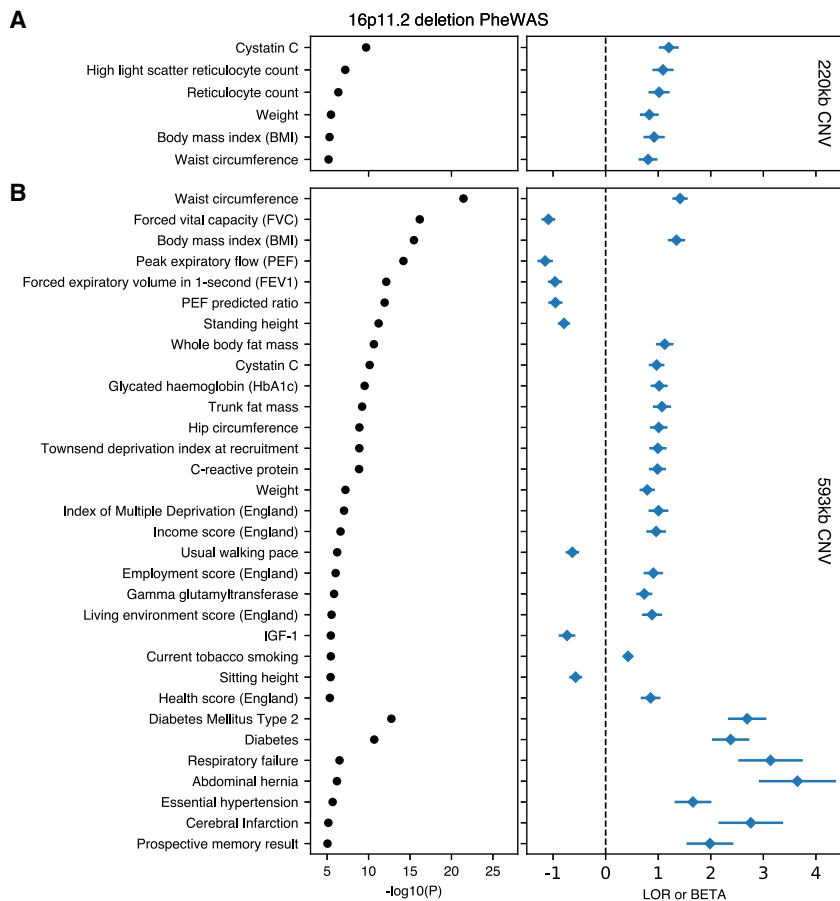 16p11.2 deletion PheWAS
A
Cystatin C
High light scatter reticulocyte count
Reticulocyte count
Weight
Body mass index (BMI)
Waist circumference
220kb CNV
B
Waist circumference
Forced vital capacity (FVC)
Body mass index (BMI)
Peak expiratory flow (PEF)
Forced expiratory volume in 1-second (FEV1)
PEF predicted ratio
Standing height
Whole body fat mass
Cystatin C
Glycated haemoglobin (HbA1c)
Trunk fat mass
Hip circumference
Townsend deprivation index at recruitment
C-reactive protein
Weight
Index of Multiple Deprivation (England)
Income score (England)
Usual walking pace
Employment score (England)
Gamma glutamyltransferase
Living environment score (England)
IGF-1
Current tobacco smoking
Sitting height
Health score (England)
Diabetes Mellitus Type 2
Diabetes
Respiratory failure
Abdominal hernia
Essential hypertension
Cerebral Infarction
Prospective memory result
593kb CNV
5 10 15 20 25
-log10(P)
-1 0 1 2 3 4
LOR or BETA